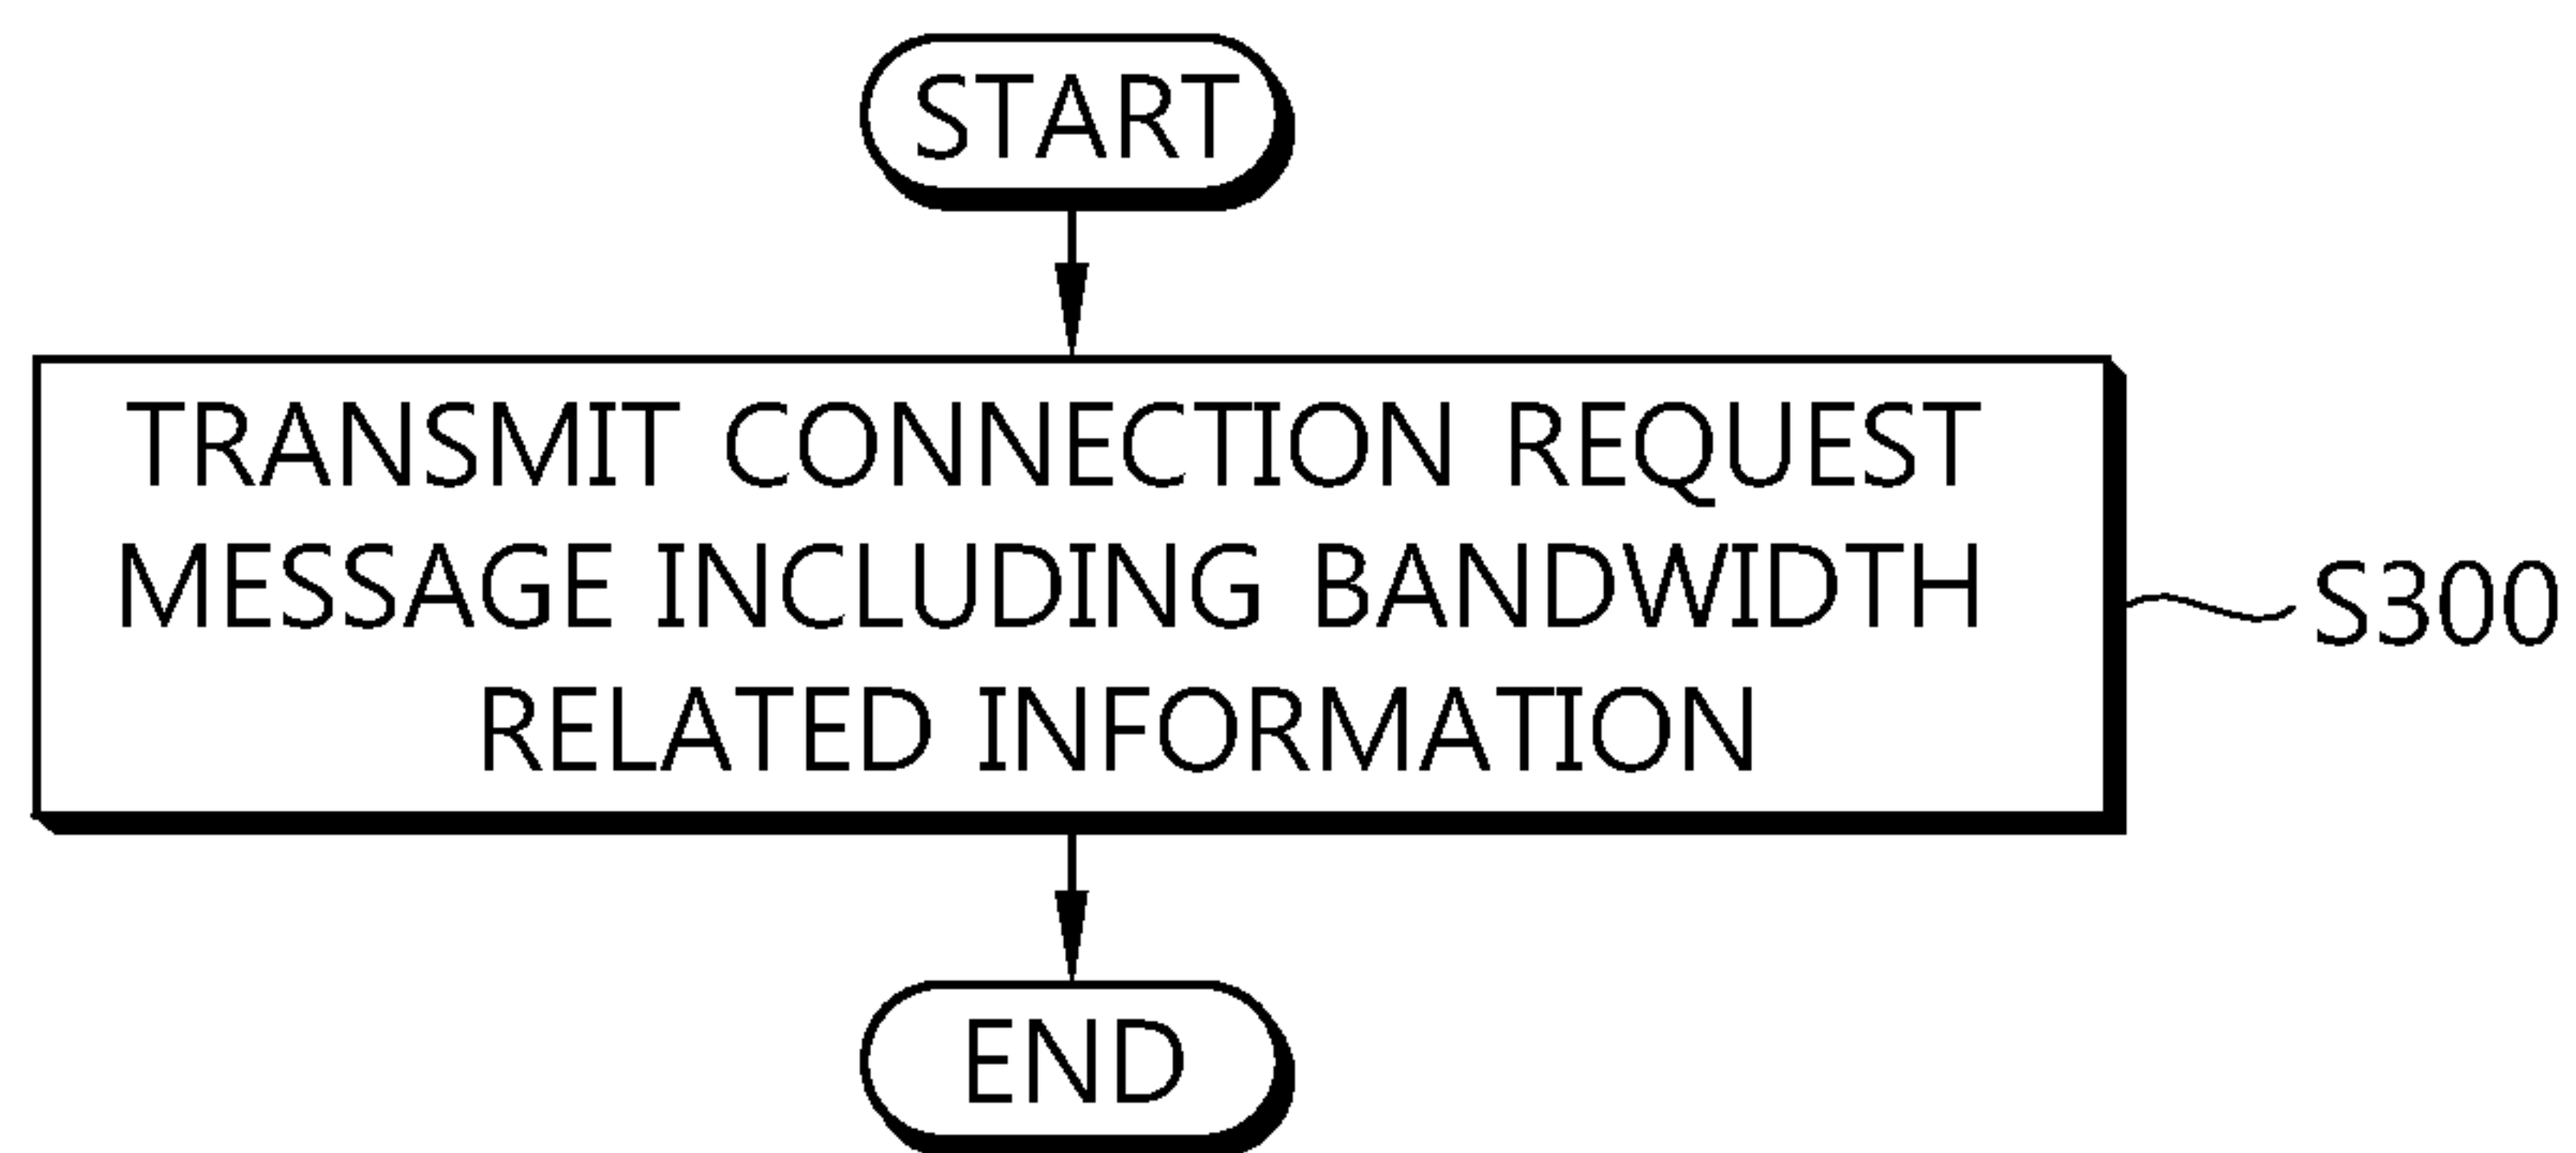 START
TRANSMIT CONNECTION REQUEST
MESSAGE INCLUDING BANDWIDTH
RELATED INFORMATION
S300
END